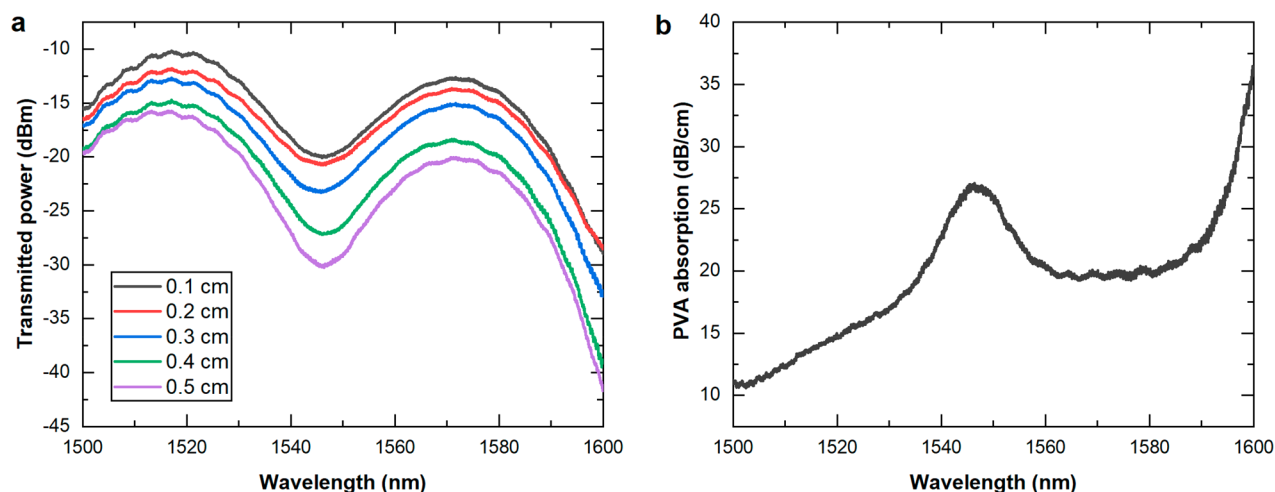 a
Transmitted power (dBm)
-10
-15
-20
-25
-30
-35
-40
-45
0.1 cm
0.2 cm
0.3 cm
0.4 cm
0.5 cm
1500 1520 1540 1560 1580 1600
Wavelength (nm)
b
PVA absorption (dB/cm)
40
35
30
25
20
15
10
1500 1520 1540 1560 1580 1600
Wavelength (nm)